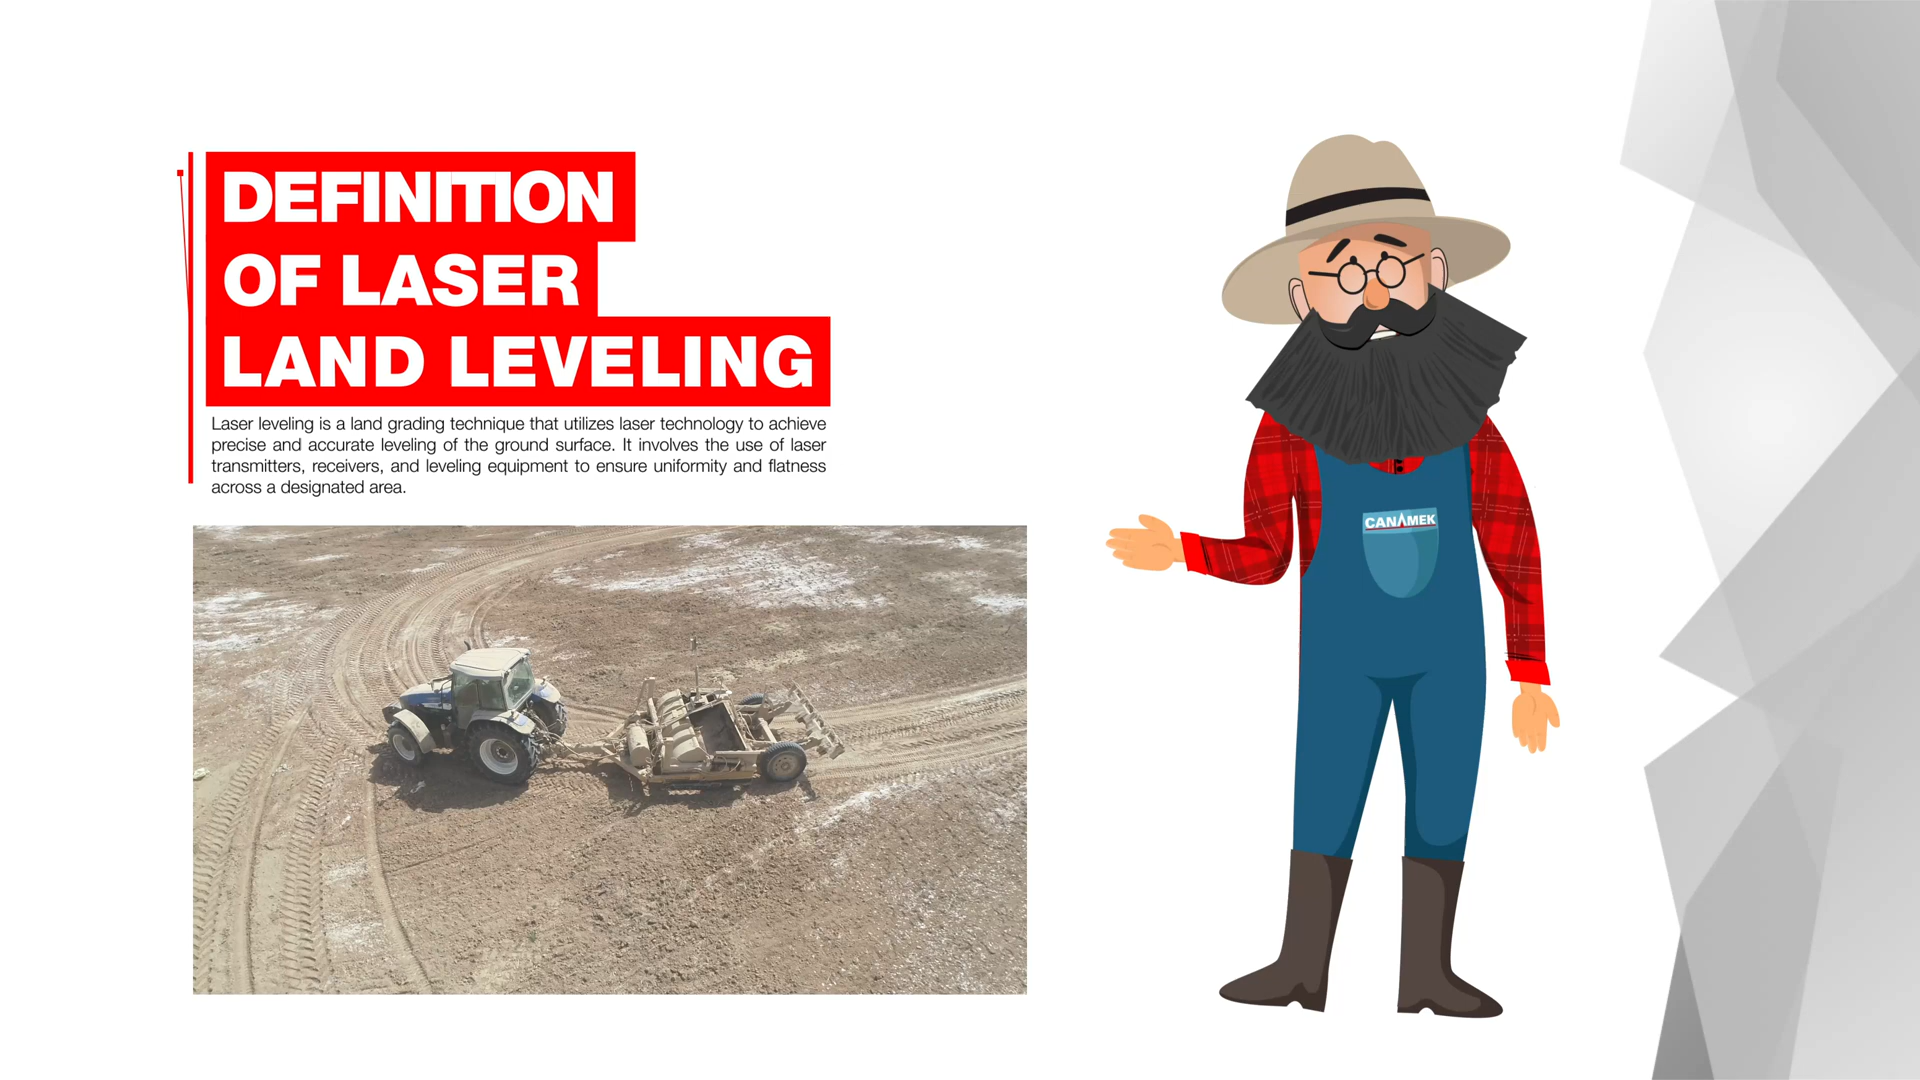 DEFINITION
OF LASER
LAND LEVELING
Laser leveling is a land grading technique that utilizes laser technology to achieve
precise and accurate leveling of the ground surface. It involves the use of laser
transmitters, receivers, and leveling equipment to ensure uniformity and flatness
across a designated area.
CANAMEK